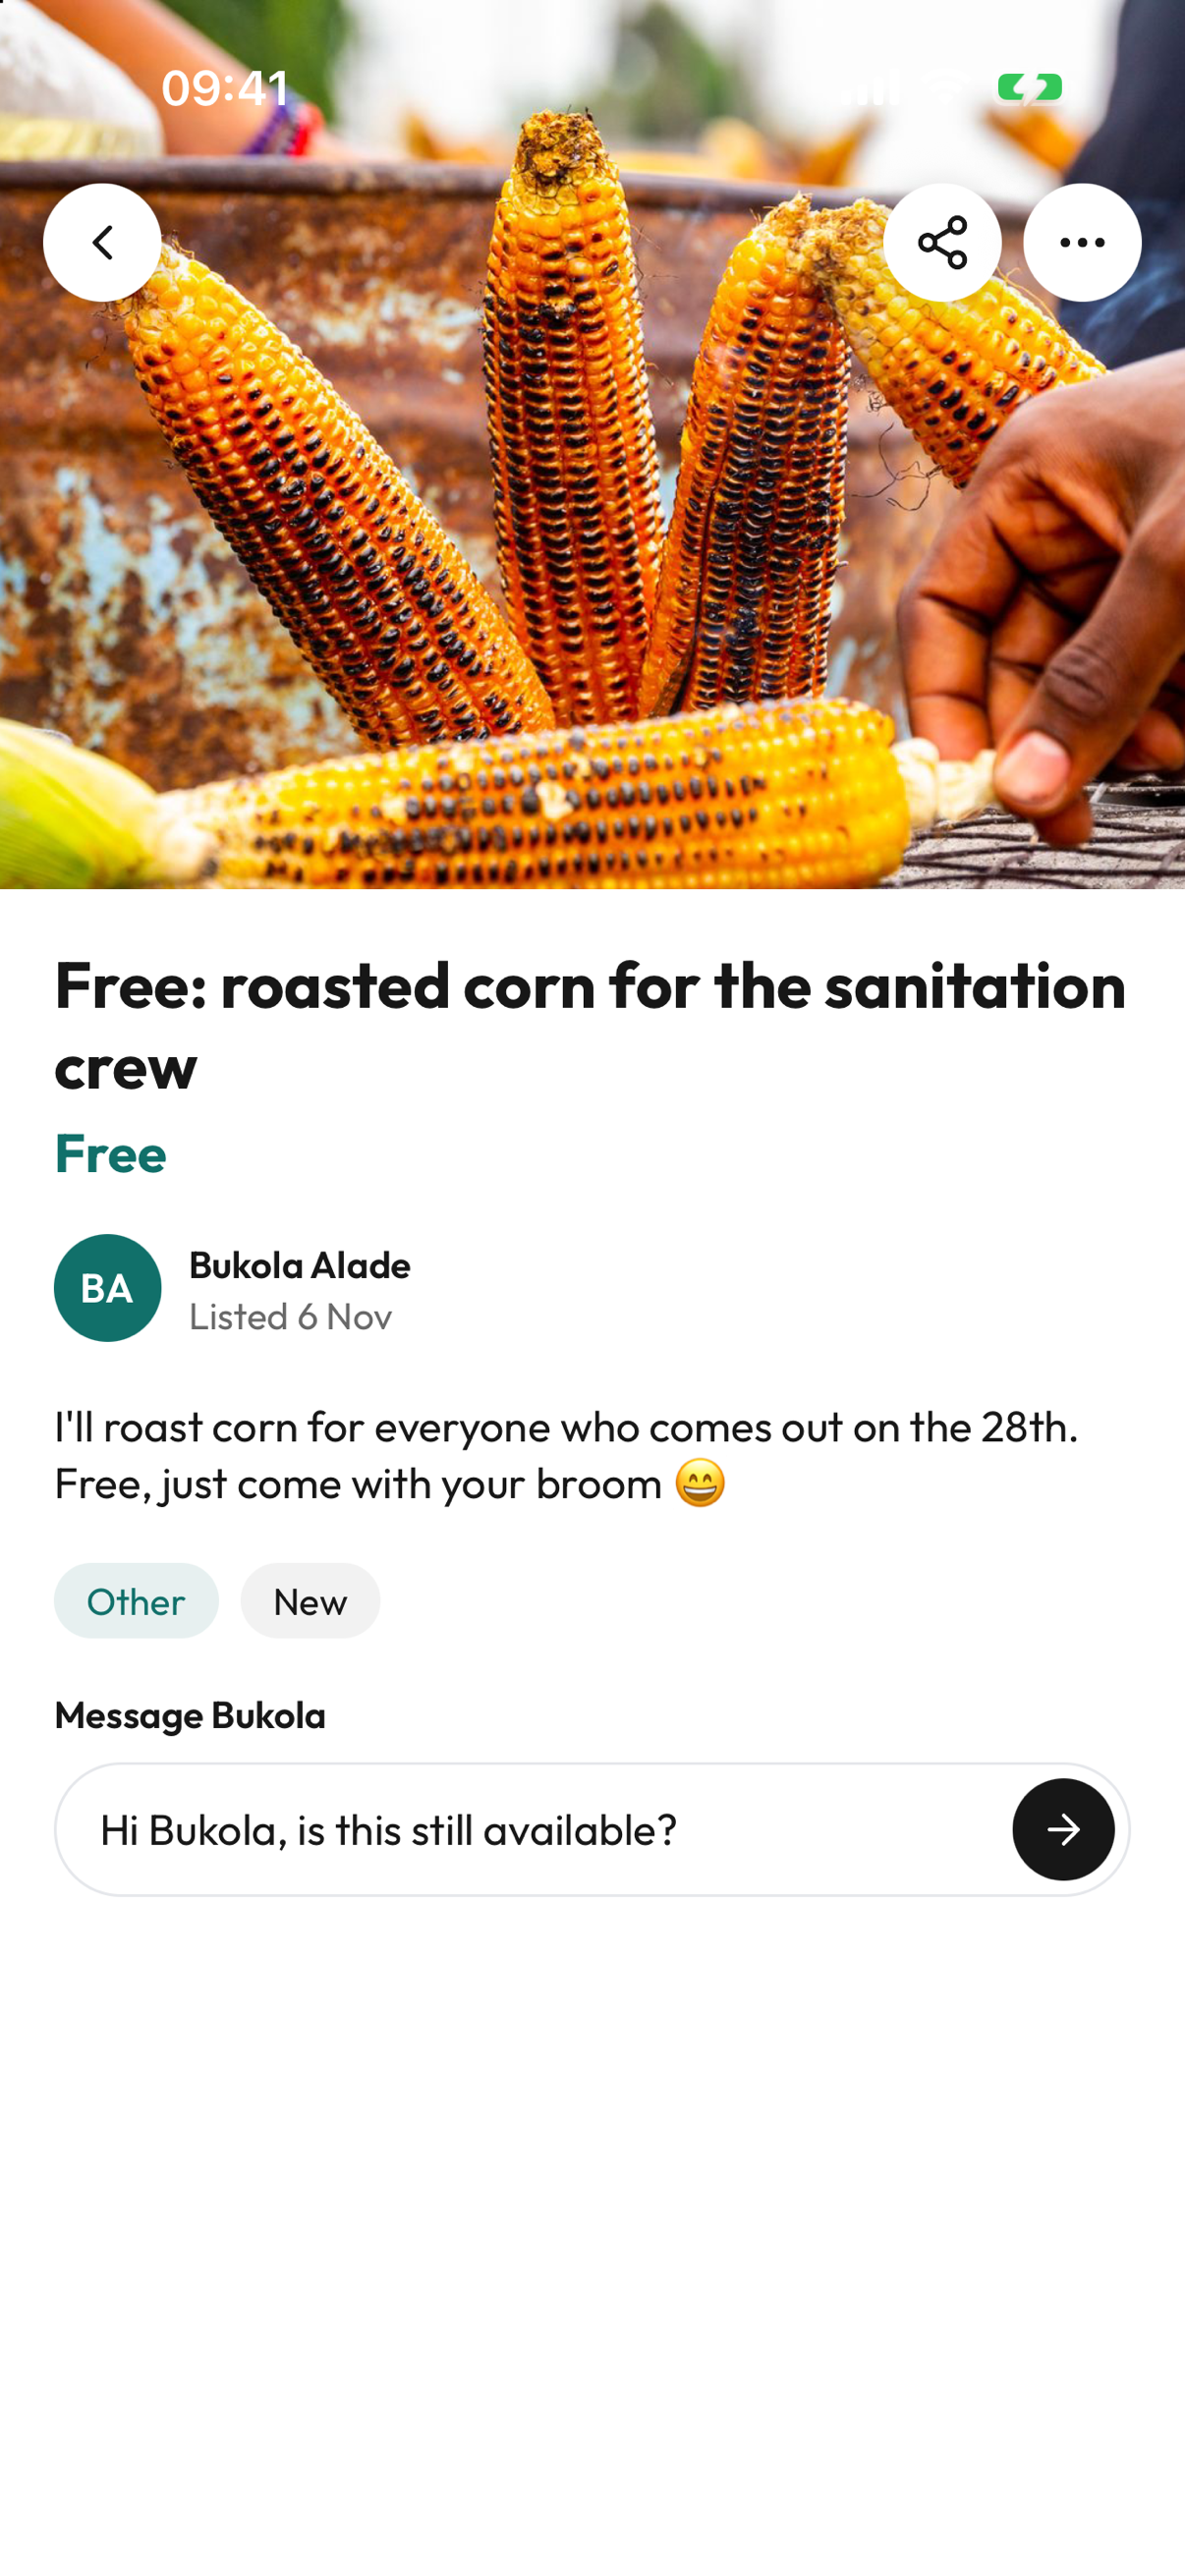 09:41
Free: roasted corn for the sanitation
crew
Free
BA
Bukola Alade
Listed 6 Nov
I'll roast corn for everyone who comes out on the 28th.
Free, just come with your broom 😄
Other
New
Message Bukola
Hi Bukola, is this still available?